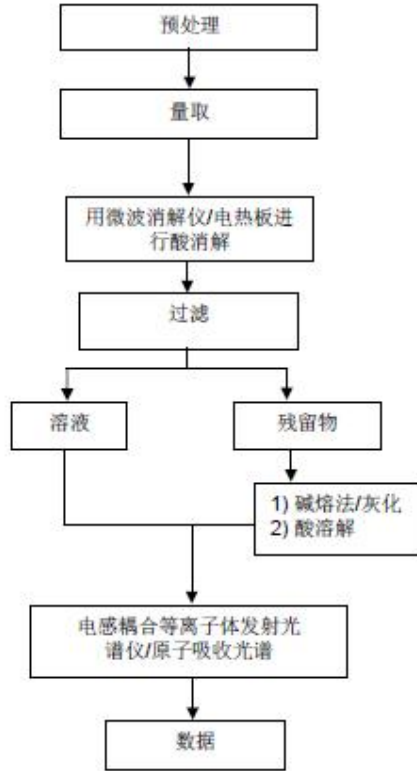 预处理
量取
用微波消解仪/电热板进
行酸消解
过滤
溶液
残留物
1) 碱熔法/灰化
2) 酸溶解
电感耦合等离子体发射光
谱仪/原子吸收光谱
数据